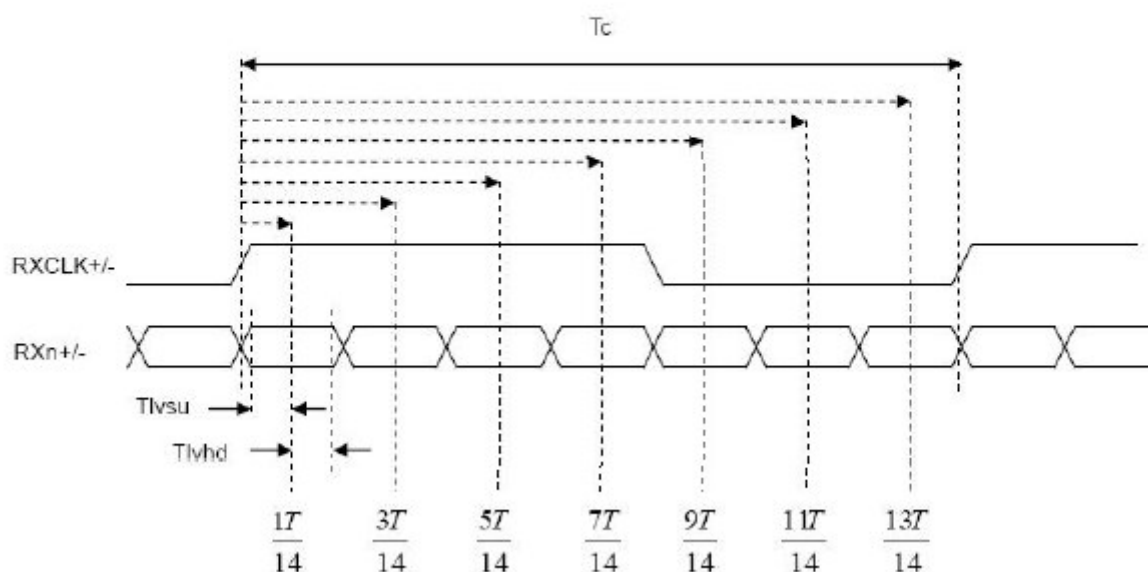 Tc
RXCLK+/-
RXn+/-
Tlvsu
Tlvhd
1T/14 3T/14 5T/14 7T/14 9T/14 11T/14 13T/14